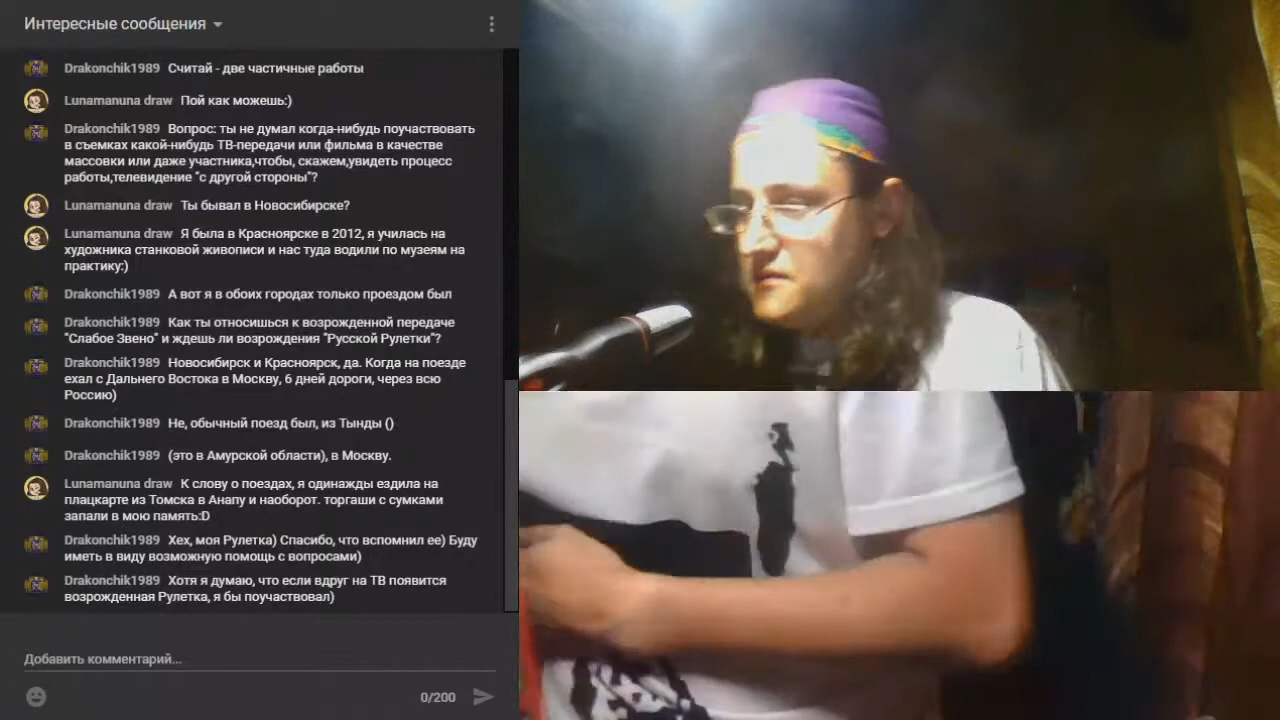 Интересные сообщения
Drakonchik1989 Считай - две частичные работы
Lunamanuna draw Пой как можешь:)
Drakonchik1989 Вопрос: ты не думал когда-нибудь поучаствовать
в съемках какой-нибудь ТВ-передачи или фильма в качестве
массовки или даже участника,чтобы, скажем,увидеть процесс
работы,телевидение "с другой стороны"?
Lunamanuna draw Ты бывал в Новосибирске?
Lunamanuna draw Я была в Красноярске в 2012, я училась на
художника станковой живописи и нас туда водили по музеям на
практику:)
Drakonchik1989 А вот я в обоих городах только проездом был
Drakonchik1989 Как ты относишься к возрожденной передаче
"Слабое Звено" и ждешь ли возрождения "Русской Рулетки"?
Drakonchik1989 Новосибирск и Красноярск, да. Когда на поезде
ехал с Дальнего Востока в Москву, 6 дней дороги, через всю
Россию)
Drakonchik1989 Не, обычный поезд был, из Тынды ()
Drakonchik1989 (это в Амурской области), в Москву.
Lunamanuna draw К слову о поездах, я одинажды ездила на
плацкарте из Томска в Анапу и наоборот. торгаши с сумками
запали в мою память:D
Drakonchik1989 Хех, моя Рулетка) Спасибо, что вспомнил ее) Буду
иметь в виду возможную помощь с вопросами)
Drakonchik1989 Хотя я думаю, что если вдруг на ТВ появится
возрожденная Рулетка, я бы поучаствовал)
Добавить комментарий...
0/200